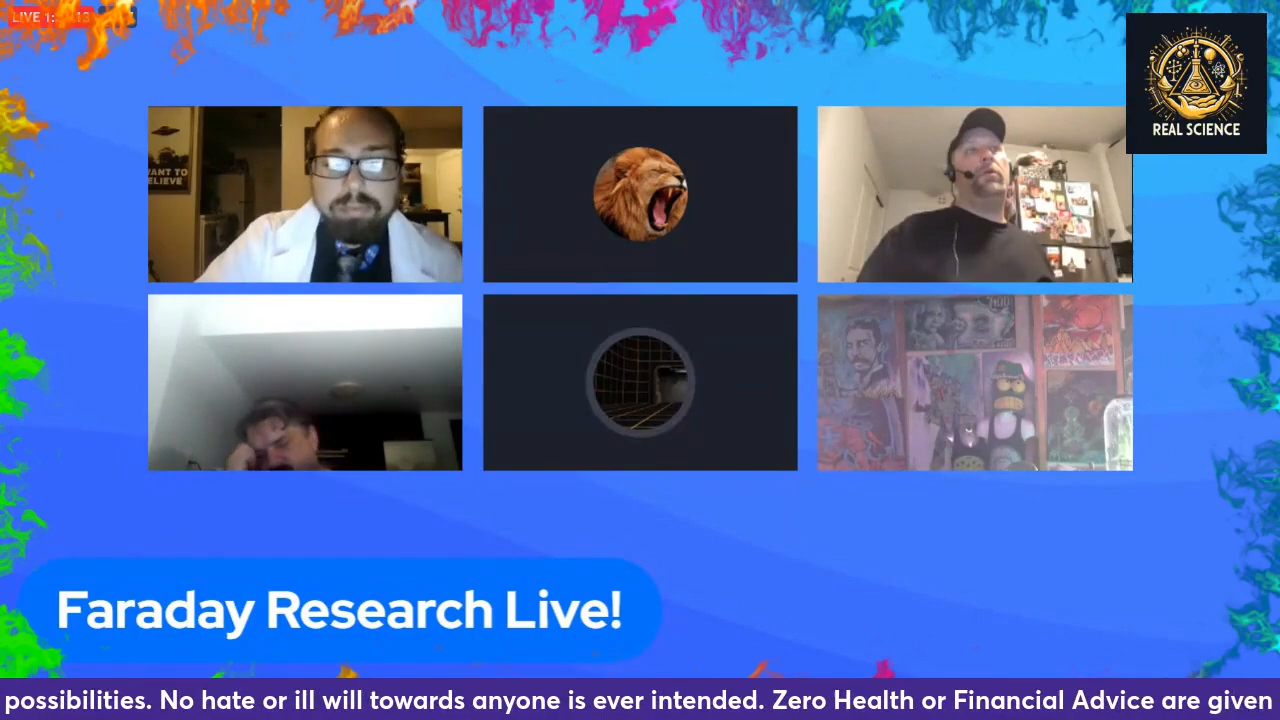 LIVE
REAL SCIENCE
WANT TO
ELIEVE
Faraday Research Live!
possibilities. No hate or ill will towards anyone is ever intended. Zero Health or Financial Advice are given